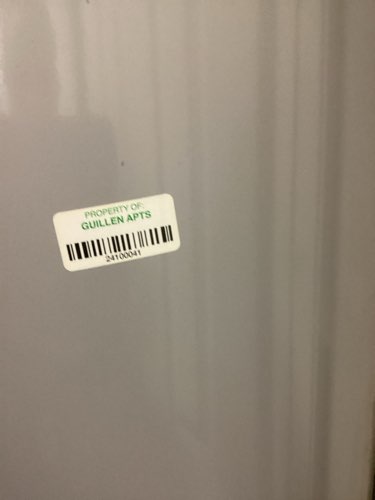 PROPERTY OF:
GUILLEN APTS
24100041